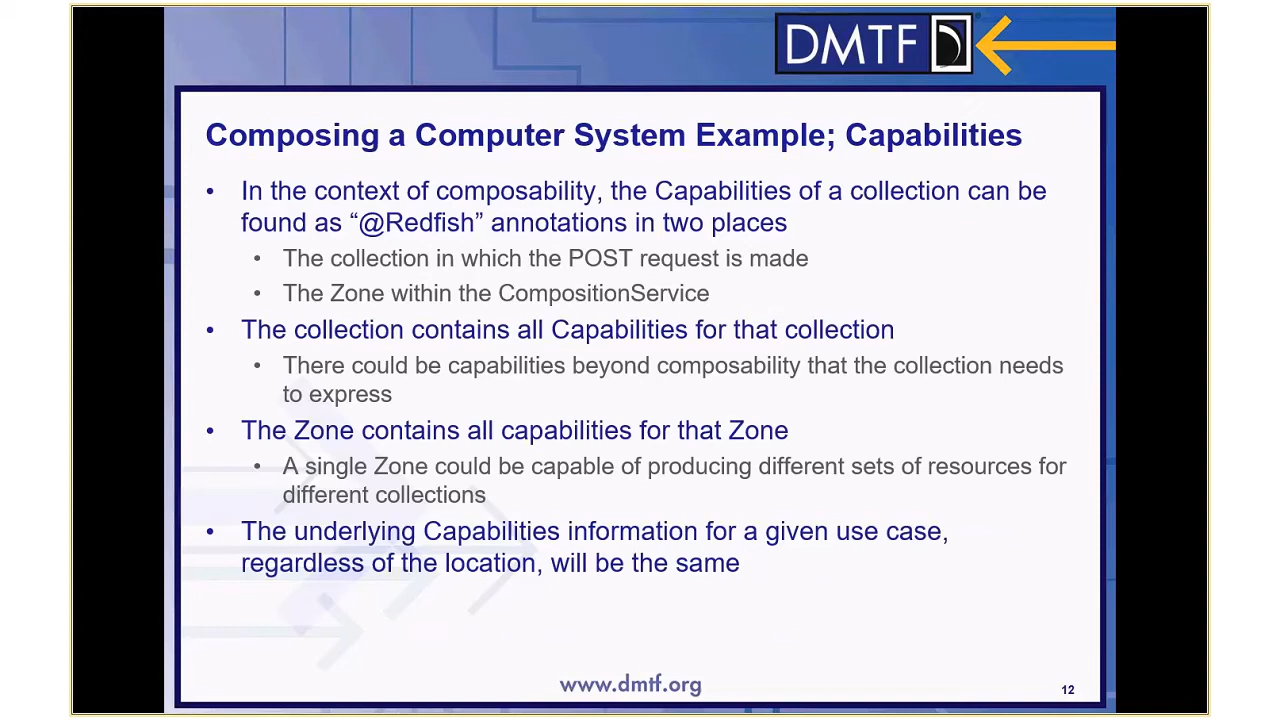 DMTF
Composing a Computer System Example; Capabilities
• In the context of composability, the Capabilities of a collection can be
found as “@Redfish” annotations in two places
• The collection in which the POST request is made
• The Zone within the CompositionService
• The collection contains all Capabilities for that collection
• There could be capabilities beyond composability that the collection needs
to express
• The Zone contains all capabilities for that Zone
• A single Zone could be capable of producing different sets of resources for
different collections
• The underlying Capabilities information for a given use case,
regardless of the location, will be the same
www.dmtf.org
12